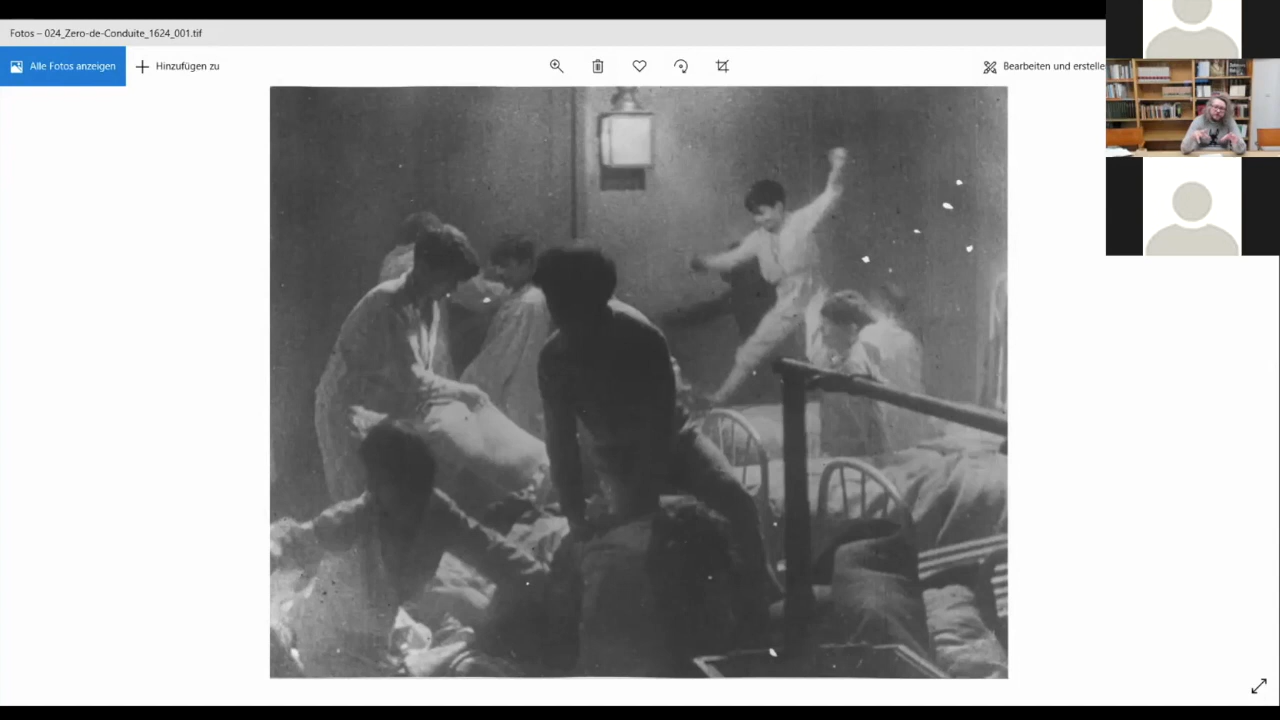 Fotos – 024_Zero-de-Conduite_1624_001.tif
Alle Fotos anzeigen
Hinzufügen zu
Bearbeiten und erstelle